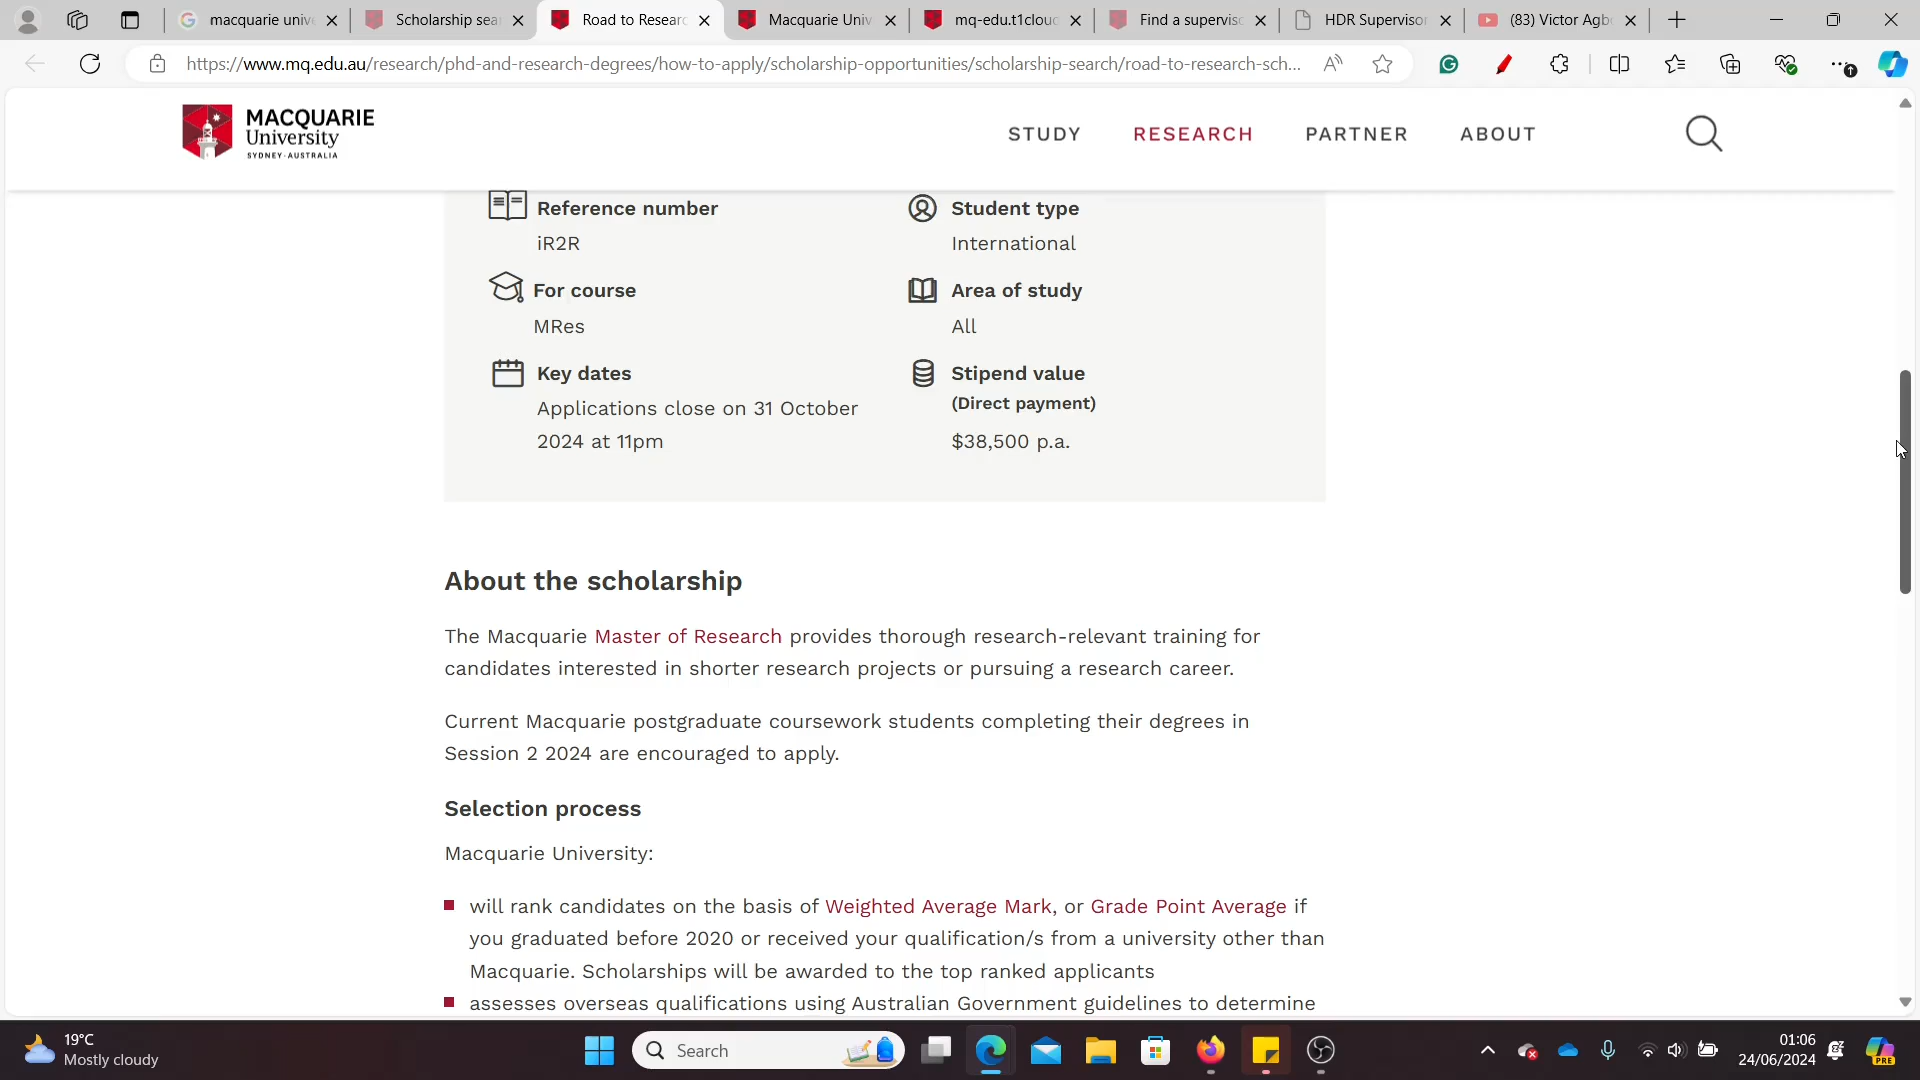 macquarie unive
Scholarship sea
Road to Researc
Macquarie Univ
mq-edu.t1clouc
Find a superviso
HDR Supervisor
(83) Victor Agb
https://www.mq.edu.au/research/phd-and-research-degrees/how-to-apply/scholarship-opportunities/scholarship-search/road-to-research-sch...
MACQUARIE
University
SYDNEY·AUSTRALIA
STUDY
RESEARCH
PARTNER
ABOUT
Reference number
iR2R
Student type
International
For course
MRes
Area of study
All
Key dates
Applications close on 31 October
2024 at 11pm
Stipend value
(Direct payment)
$38,500 p.a.
About the scholarship
The Macquarie Master of Research provides thorough research-relevant training for
candidates interested in shorter research projects or pursuing a research career.
Current Macquarie postgraduate coursework students completing their degrees in
Session 2 2024 are encouraged to apply.
Selection process
Macquarie University:
will rank candidates on the basis of Weighted Average Mark, or Grade Point Average if
you graduated before 2020 or received your qualification/s from a university other than
Macquarie. Scholarships will be awarded to the top ranked applicants
assesses overseas qualifications using Australian Government guidelines to determine
19°C
Mostly cloudy
Search
01:06
24/06/2024
PRE